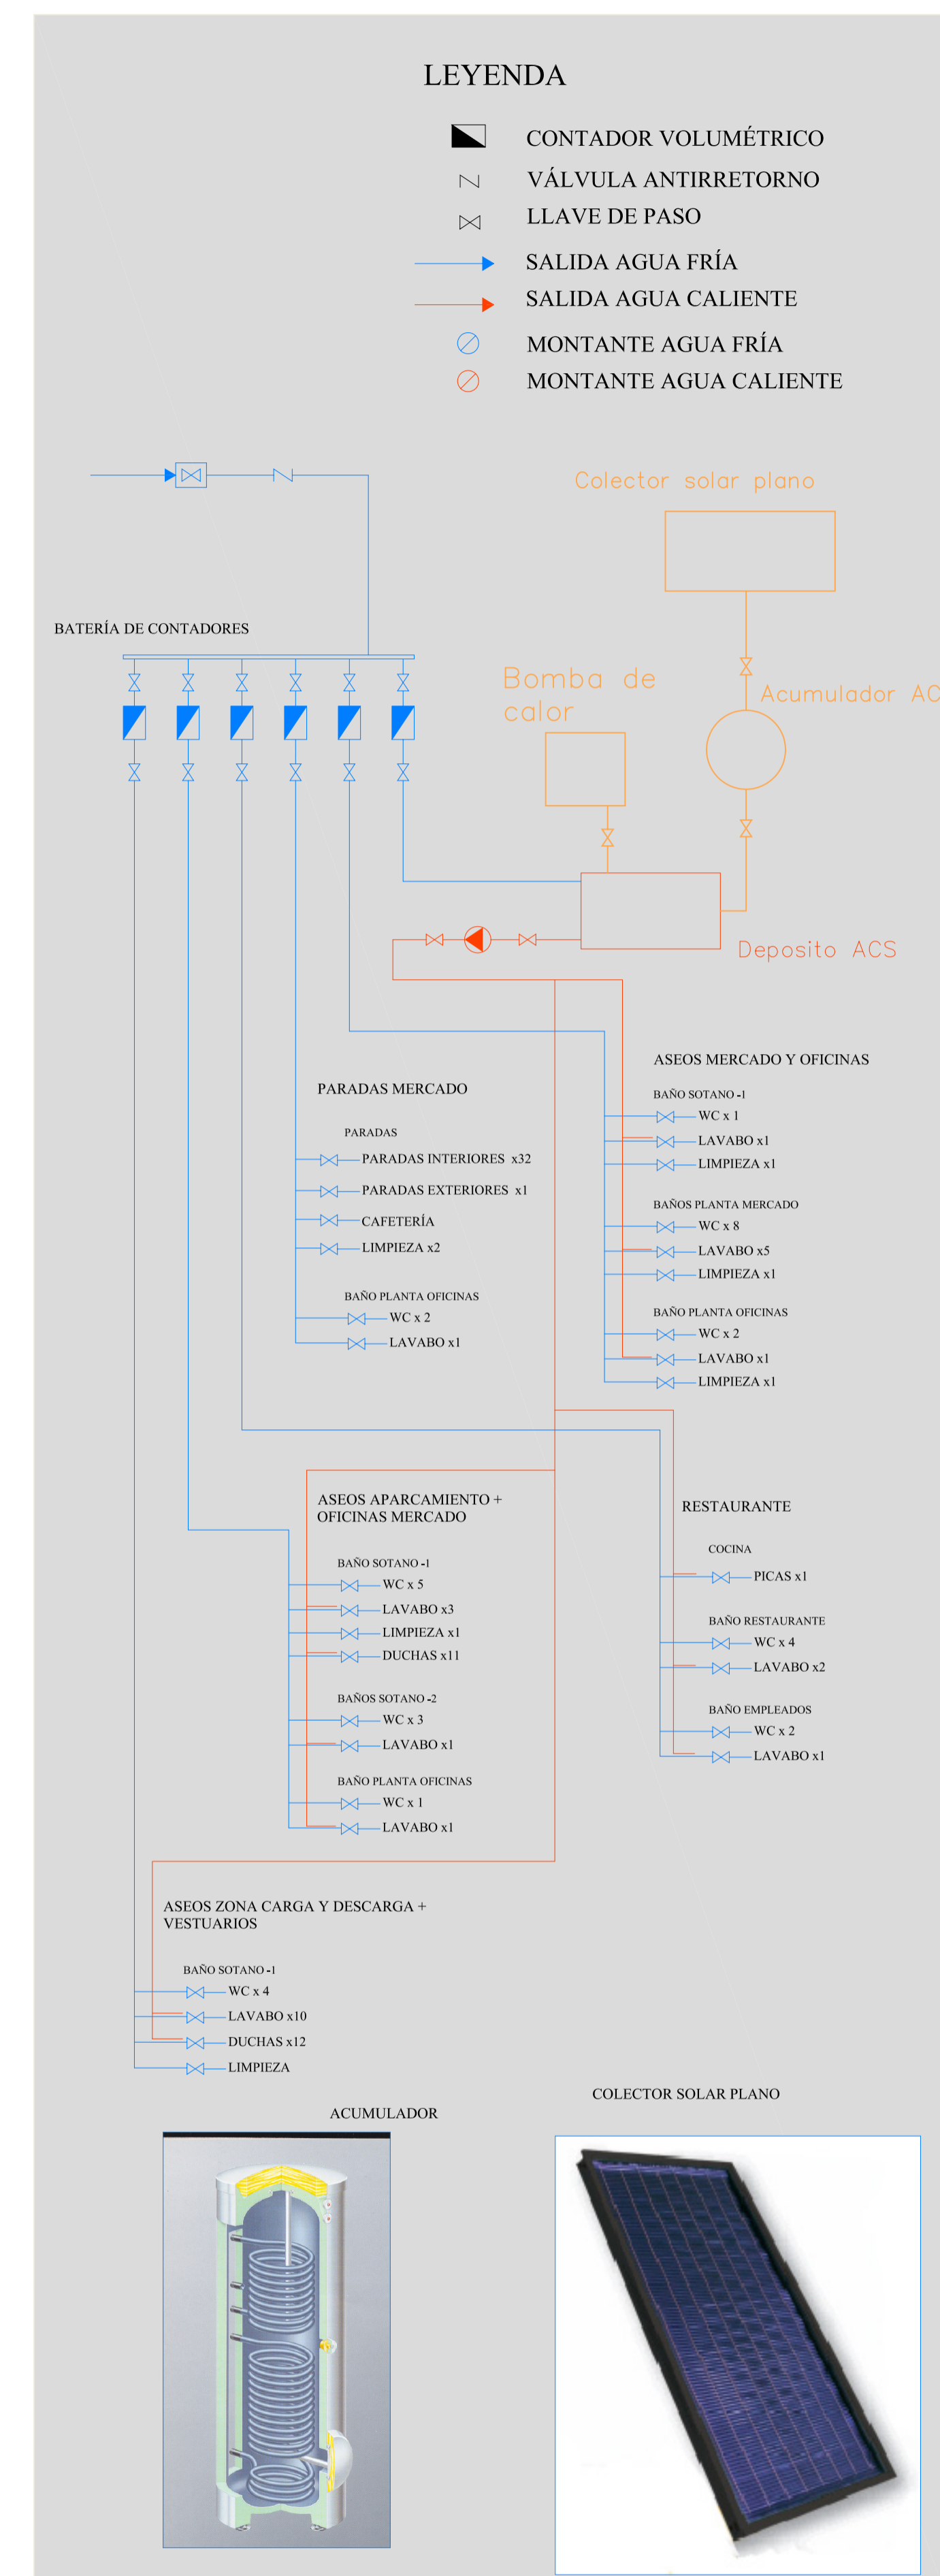 LEYENDA
CONTADOR VOLUMÉTRICO
VÁLVULA ANTIRRETORNO
LLAVE DE PASO
SALIDA AGUA FRÍA
SALIDA AGUA CALIENTE
MONTANTE AGUA FRÍA
MONTANTE AGUA CALIENTE
Colector solar plano
BATERÍA DE CONTADORES
Bomba de
calor
Acumulador AC
Deposito ACS
PARADAS MERCADO
PARADAS
PARADAS INTERIORES x32
PARADAS EXTERIORES x1
CAFETERÍA
LIMPIEZA x2
BAÑO PLANTA OFICINAS
WC x 2
LAVABO x1
ASEOS MERCADO Y OFICINAS
BAÑO SOTANO -1
WC x 1
LAVABO x1
LIMPIEZA x1
BAÑOS PLANTA MERCADO
WC x 8
LAVABO x5
LIMPIEZA x1
BAÑO PLANTA OFICINAS
WC x 2
LAVABO x1
LIMPIEZA x1
ASEOS APARCAMIENTO +
OFICINAS MERCADO
BAÑO SOTANO -1
WC x 5
LAVABO x3
LIMPIEZA x1
DUCHAS x11
BAÑOS SOTANO -2
WC x 3
LAVABO x1
BAÑO PLANTA OFICINAS
WC x 1
LAVABO x1
RESTAURANTE
COCINA
PICAS x1
BAÑO RESTAURANTE
WC x 4
LAVABO x2
BAÑO EMPLEADOS
WC x 2
LAVABO x1
ASEOS ZONA CARGA Y DESCARGA +
VESTUARIOS
BAÑO SOTANO -1
WC x 4
LAVABO x10
DUCHAS x12
LIMPIEZA
ACUMULADOR
COLECTOR SOLAR PLANO